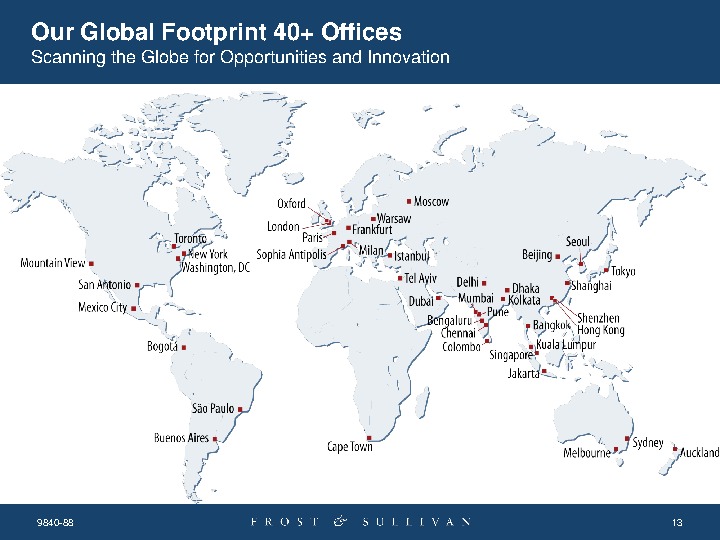 Our Global Footprint 40+ Offices
Scanning the Globe for Opportunities and Innovation
Oxford
Moscow
Warsaw
London
Frankfurt
Paris
Toronto
Seoul
New York
Sophia Antipolis
Milan
Istanbul
Beijing
Mountain View
Washington, DC
Tokyo
Tel Aviv
San Antonio
Delhi
Shanghai
Dhaka
Dubai
Mumbai
Kolkata
Mexico City
Pune
Bengaluru
Shenzhen
Bangkok
Hong Kong
Chennai
Bogotá
Colombo
Kuala Lumpur
Singapore
Jakarta
São Paulo
Buenos Aires
Cape Town
Sydney
Melbourne
Auckland
9840-88
FROST & SULLIVAN
13